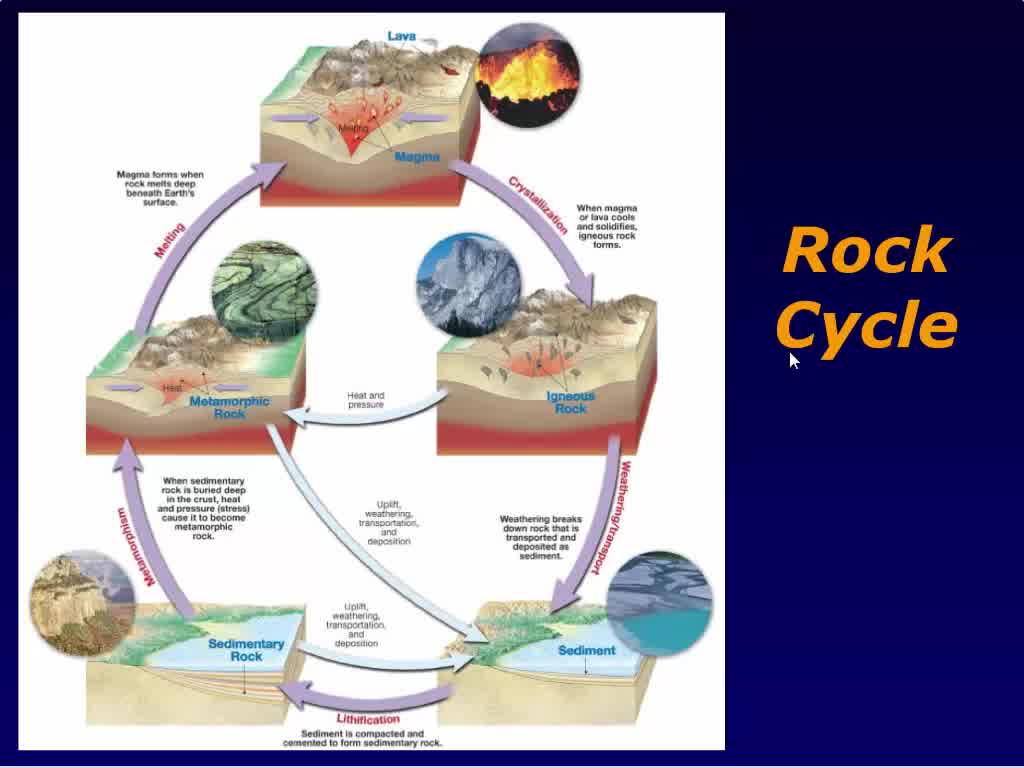 Lava
Melting
Magma
Magma forms when
rock melts deep
beneath Earth's
surface.
Melting
Crystallization
When magma
or lava cools
and solidifies,
igneous rock
forms.
Rock
Cycle
Heat
Metamorphic
Rock
Heat and
pressure
Igneous
Rock
When sedimentary
rock is buried deep
in the crust, heat
and pressure (stress)
cause it to become
metamorphic
rock.
Metamorphism
Uplift,
weathering,
transportation,
and
deposition
Weathering breaks
down rock that is
transported and
deposited as
sediment.
Weathering/transport
Uplift,
weathering,
transportation,
and
deposition
Sedimentary
Rock
Sediment
Lithification
Sediment is compacted and
cemented to form sedimentary rock.